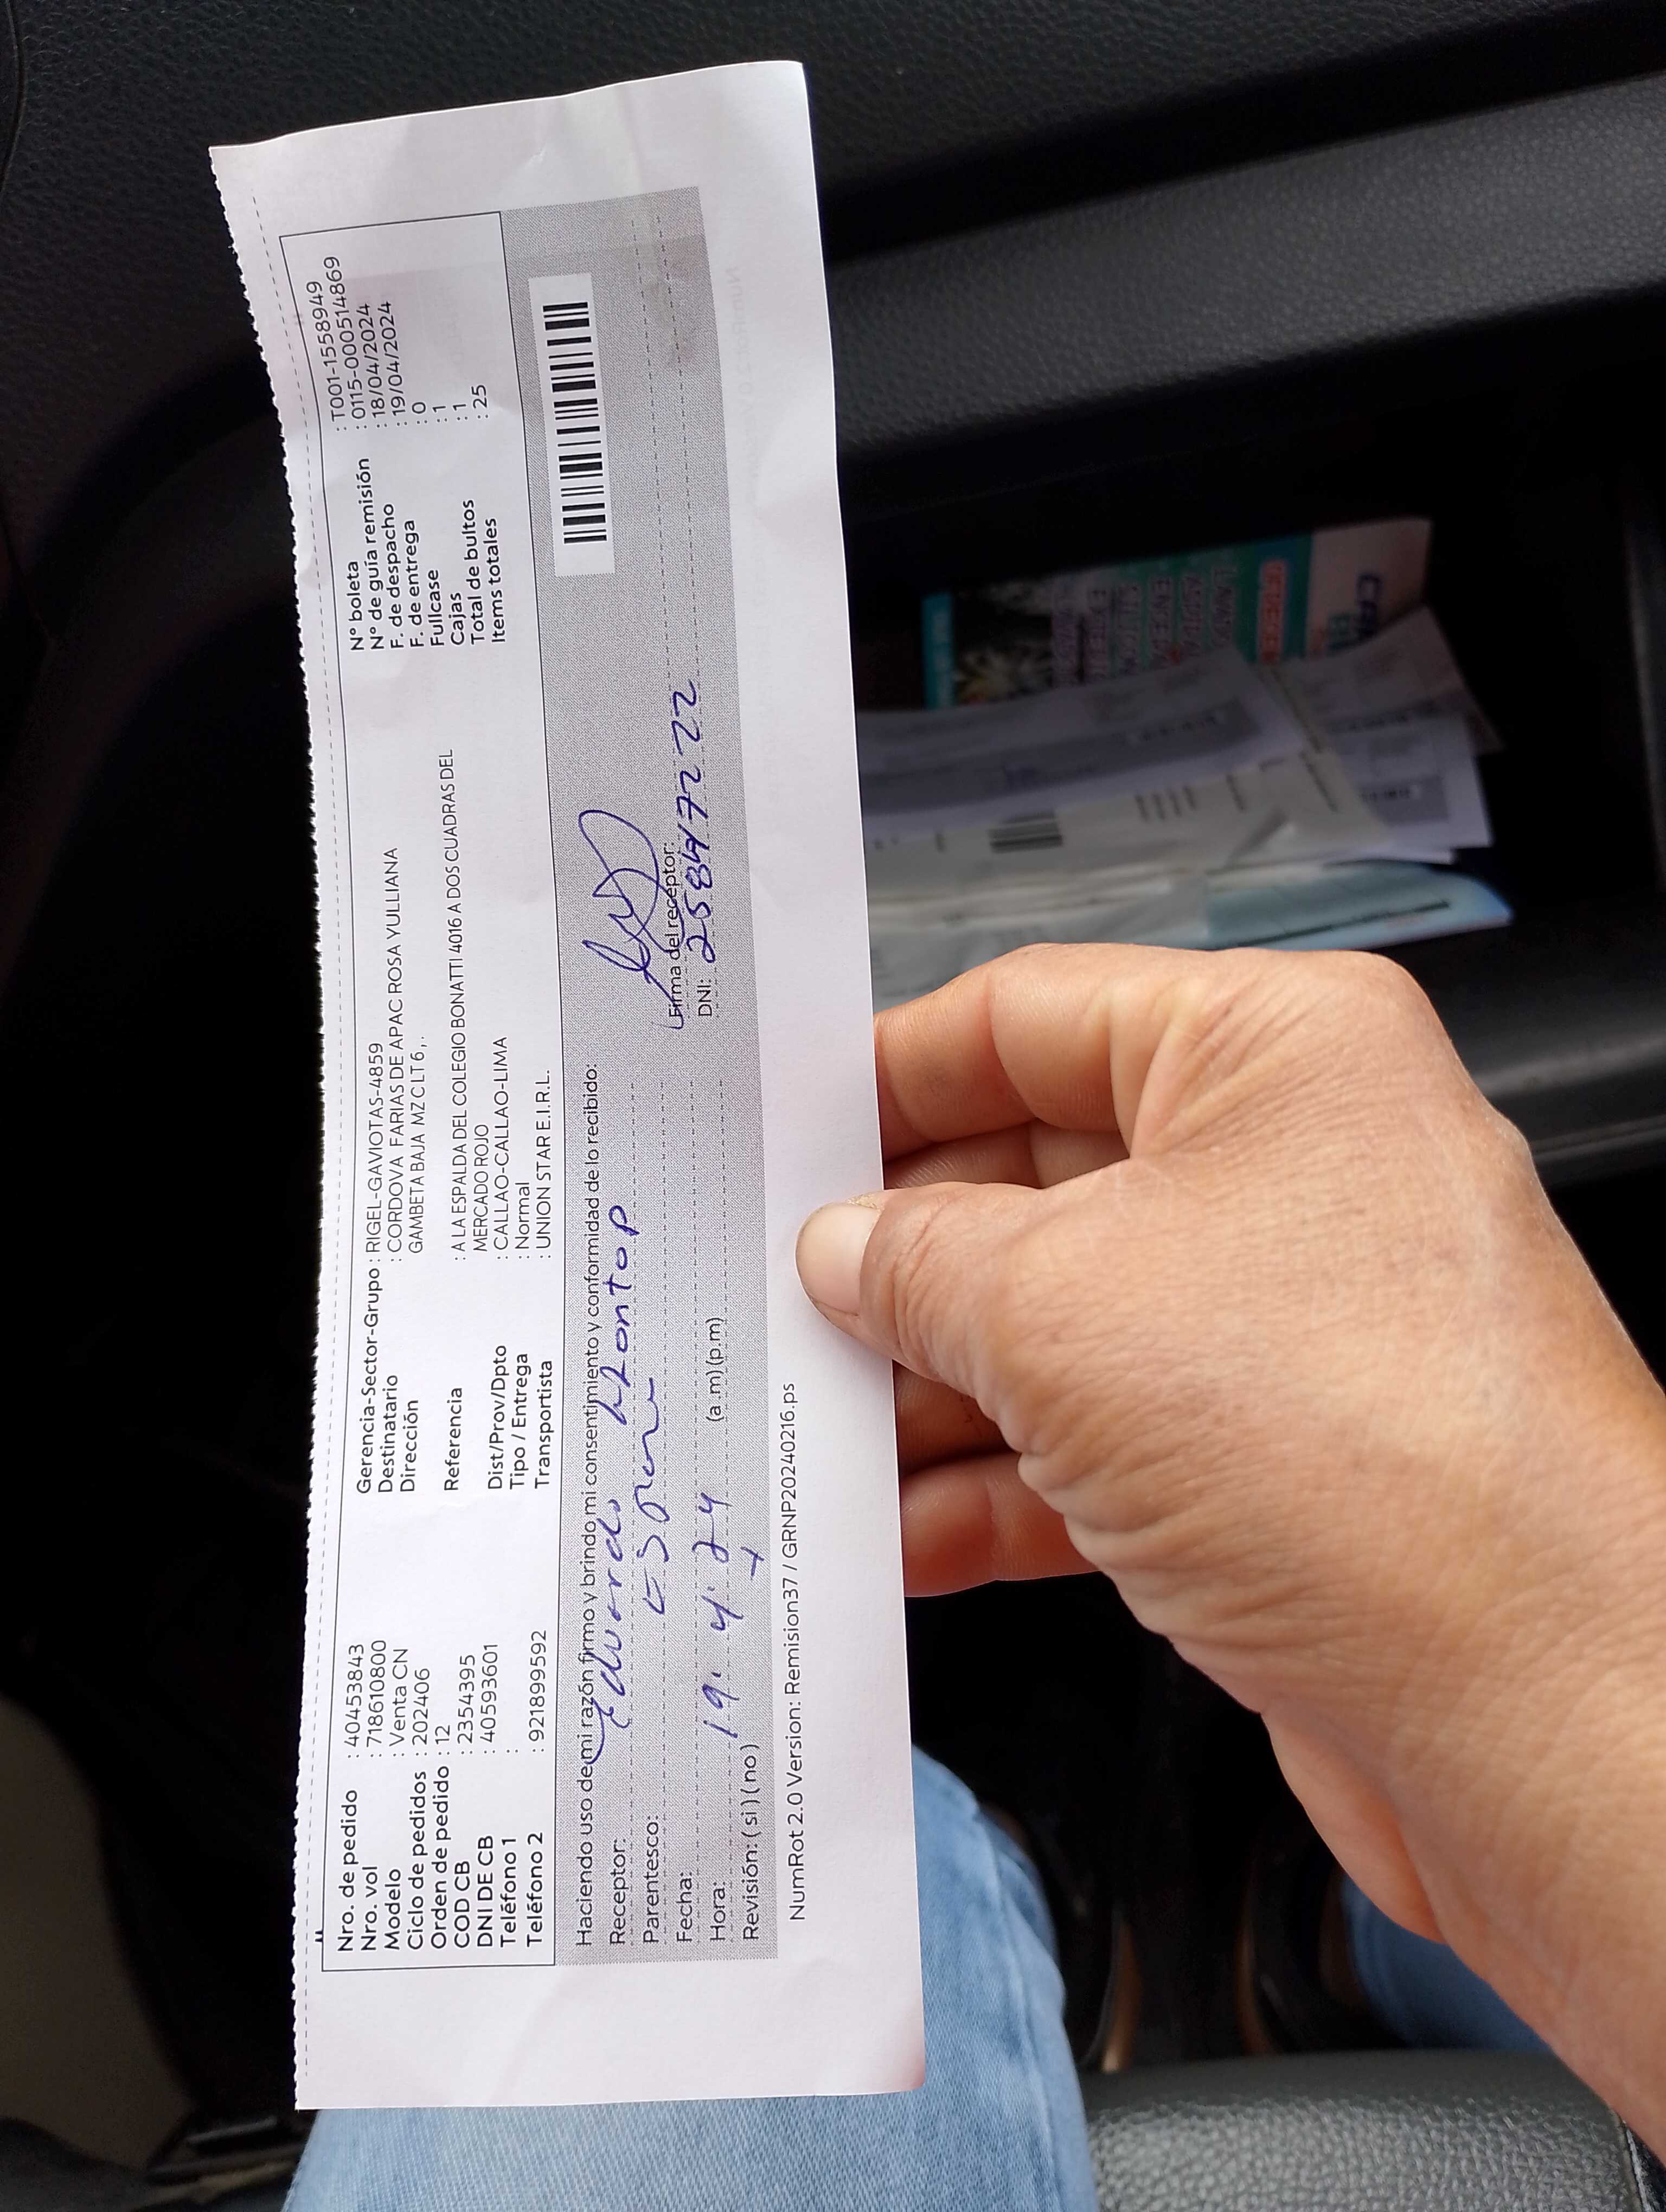 Nro. de pedido : 40453843
Nro. vol : 718610800
Modelo : Venta CN
Ciclo de pedidos : 202406
Orden de pedido : 12
COD CB : 2354395
DNI DE CB : 40593601
Teléfono 1 :
Teléfono 2 : 921899592
Gerencia-Sector-Grupo : RIGEL-GAVIOTAS-4859
Destinatario : CORDOVA FARIAS DE APAC ROSA YULLIANA
Dirección GAMBETA BAJA MZ C LT 6 , .
Referencia : A LA ESPALDA DEL COLEGIO BONATTI 4016 A DOS CUADRAS DEL
MERCADO ROJO
Dist/Prov/Dpto : CALLAO-CALLAO-LIMA
Tipo / Entrega : Normal
Transportista : UNION STAR E.I.R.L.
N° boleta : T001-1558949
N° de guía remisión : 0115-000514869
F. de despacho : 18/04/2024
F. de entrega : 19/04/2024
Fullcase : 0
Cajas : 1
Total de bultos : 1
Items totales : 25
Haciendo uso de mi razón firmo y brindo mi consentimiento y conformidad de lo recibido:
Receptor: Eduardo Llontop
Parentesco: Esposo
Fecha: 19. 4. 24
Hora: (a.m) (p.m)
Revisión: ( si ) ( no )
Firma del receptor:
DNI: 25847722
NumRot 2.0 Version: Remision37 / GRNP20240216.ps